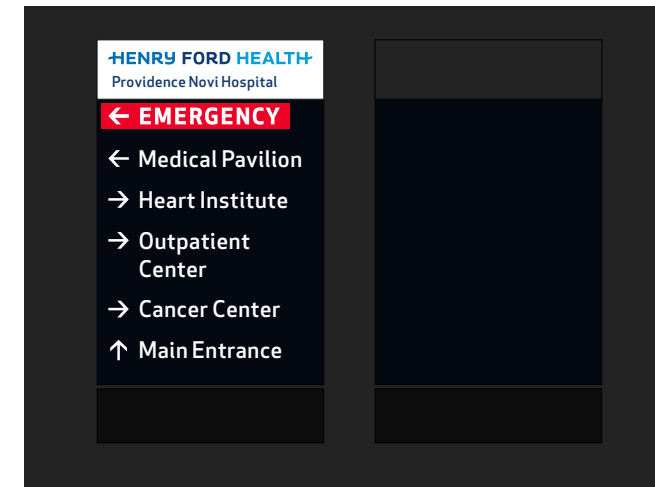 HENRY FORD HEALTH
Providence Novi Hospital
← EMERGENCY
← Medical Pavilion
→ Heart Institute
→ Outpatient
Center
→ Cancer Center
↑ Main Entrance